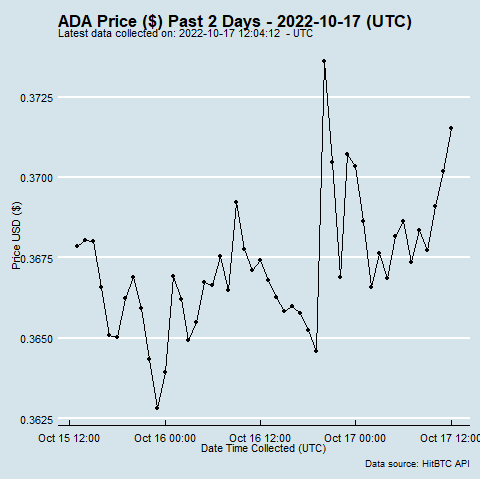 ADA Price ($) Past 2 Days - 2022-10-17 (UTC)
Latest data collected on: 2022-10-17 12:04:12 - UTC
0.3725
0.3700
0.3675
0.3650
0.3625
Price USD ($)
Oct 15 12:00
Oct 16 00:00
Oct 16 12:00
Oct 17 00:00
Oct 17 12:00
Date Time Collected (UTC)
Data source: HitBTC API